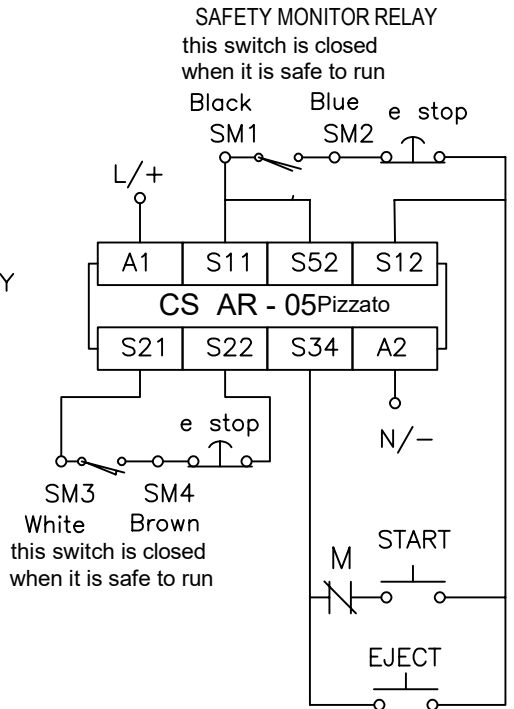 SAFETY MONITOR RELAY
this switch is closed
when it is safe to run
Black Blue e stop
SM1 SM2
L/+
Y
A1 S11 S52 S12
CS AR - 05 Pizzato
S21 S22 S34 A2
e stop
N/-
SM3 SM4
White Brown
this switch is closed
when it is safe to run
M START
EJECT